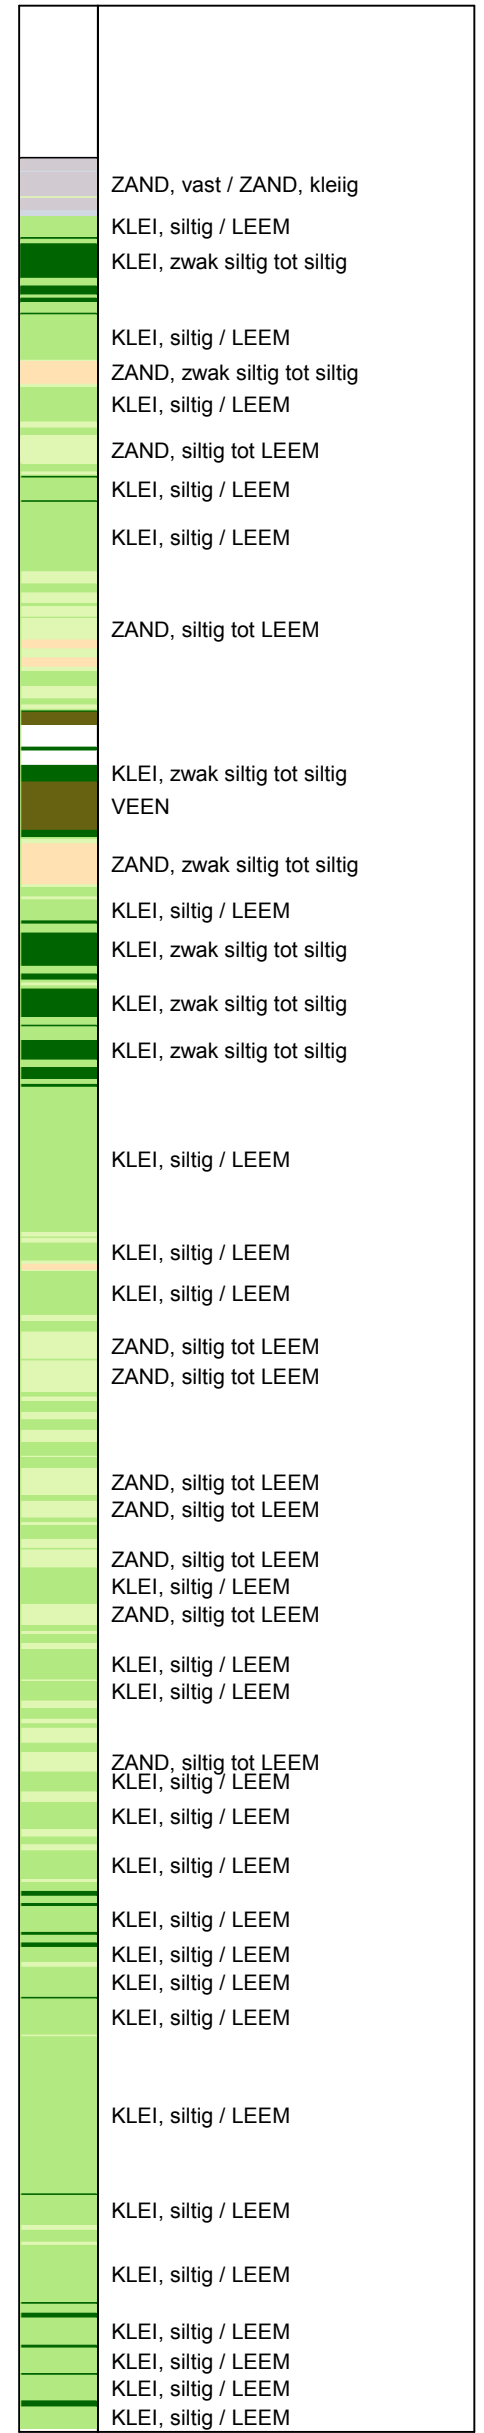 ZAND, vast / ZAND, kleiig
KLEI, siltig / LEEM
KLEI, zwak siltig tot siltig
KLEI, siltig / LEEM
ZAND, zwak siltig tot siltig
KLEI, siltig / LEEM
ZAND, siltig tot LEEM
KLEI, siltig / LEEM
KLEI, siltig / LEEM
ZAND, siltig tot LEEM
KLEI, zwak siltig tot siltig
VEEN
ZAND, zwak siltig tot siltig
KLEI, siltig / LEEM
KLEI, zwak siltig tot siltig
KLEI, zwak siltig tot siltig
KLEI, zwak siltig tot siltig
KLEI, siltig / LEEM
KLEI, siltig / LEEM
KLEI, siltig / LEEM
ZAND, siltig tot LEEM
ZAND, siltig tot LEEM
ZAND, siltig tot LEEM
ZAND, siltig tot LEEM
ZAND, siltig tot LEEM
KLEI, siltig / LEEM
ZAND, siltig tot LEEM
KLEI, siltig / LEEM
KLEI, siltig / LEEM
ZAND, siltig tot LEEM
KLEI, siltig / LEEM
KLEI, siltig / LEEM
KLEI, siltig / LEEM
KLEI, siltig / LEEM
KLEI, siltig / LEEM
KLEI, siltig / LEEM
KLEI, siltig / LEEM
KLEI, siltig / LEEM
KLEI, siltig / LEEM
KLEI, siltig / LEEM
KLEI, siltig / LEEM
KLEI, siltig / LEEM
KLEI, siltig / LEEM
KLEI, siltig / LEEM